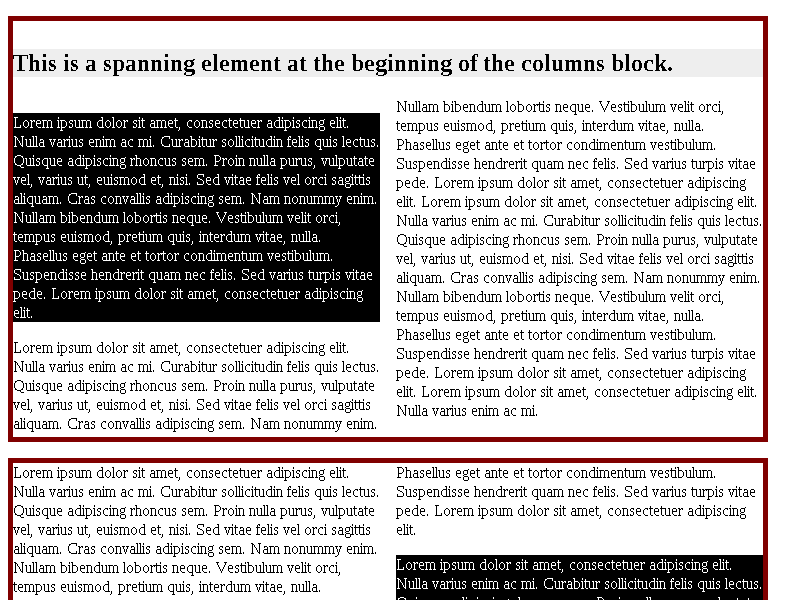 This is a spanning element at the beginning of the columns block.
Lorem ipsum dolor sit amet, consectetuer adipiscing elit.
Nulla varius enim ac mi. Curabitur sollicitudin felis quis lectus.
Quisque adipiscing rhoncus sem. Proin nulla purus, vulputate
vel, varius ut, euismod et, nisi. Sed vitae felis vel orci sagittis
aliquam. Cras convallis adipiscing sem. Nam nonummy enim.
Nullam bibendum lobortis neque. Vestibulum velit orci,
tempus euismod, pretium quis, interdum vitae, nulla.
Phasellus eget ante et tortor condimentum vestibulum.
Suspendisse hendrerit quam nec felis. Sed varius turpis vitae
pede. Lorem ipsum dolor sit amet, consectetuer adipiscing
elit.
Lorem ipsum dolor sit amet, consectetuer adipiscing elit.
Nulla varius enim ac mi. Curabitur sollicitudin felis quis lectus.
Quisque adipiscing rhoncus sem. Proin nulla purus, vulputate
vel, varius ut, euismod et, nisi. Sed vitae felis vel orci sagittis
aliquam. Cras convallis adipiscing sem. Nam nonummy enim.
Nullam bibendum lobortis neque. Vestibulum velit orci,
tempus euismod, pretium quis, interdum vitae, nulla.
Phasellus eget ante et tortor condimentum vestibulum.
Suspendisse hendrerit quam nec felis. Sed varius turpis vitae
pede. Lorem ipsum dolor sit amet, consectetuer adipiscing
elit. Lorem ipsum dolor sit amet, consectetuer adipiscing elit.
Nulla varius enim ac mi. Curabitur sollicitudin felis quis lectus.
Quisque adipiscing rhoncus sem. Proin nulla purus, vulputate
vel, varius ut, euismod et, nisi. Sed vitae felis vel orci sagittis
aliquam. Cras convallis adipiscing sem. Nam nonummy enim.
Nullam bibendum lobortis neque. Vestibulum velit orci,
tempus euismod, pretium quis, interdum vitae, nulla.
Phasellus eget ante et tortor condimentum vestibulum.
Suspendisse hendrerit quam nec felis. Sed varius turpis vitae
pede. Lorem ipsum dolor sit amet, consectetuer adipiscing
elit. Lorem ipsum dolor sit amet, consectetuer adipiscing elit.
Nulla varius enim ac mi.
Lorem ipsum dolor sit amet, consectetuer adipiscing elit.
Nulla varius enim ac mi. Curabitur sollicitudin felis quis lectus.
Quisque adipiscing rhoncus sem. Proin nulla purus, vulputate
vel, varius ut, euismod et, nisi. Sed vitae felis vel orci sagittis
aliquam. Cras convallis adipiscing sem. Nam nonummy enim.
Nullam bibendum lobortis neque. Vestibulum velit orci,
tempus euismod, pretium quis, interdum vitae, nulla.
Phasellus eget ante et tortor condimentum vestibulum.
Suspendisse hendrerit quam nec felis. Sed varius turpis vitae
pede. Lorem ipsum dolor sit amet, consectetuer adipiscing
elit.
Lorem ipsum dolor sit amet, consectetuer adipiscing elit.
Nulla varius enim ac mi. Curabitur sollicitudin felis quis lectus.